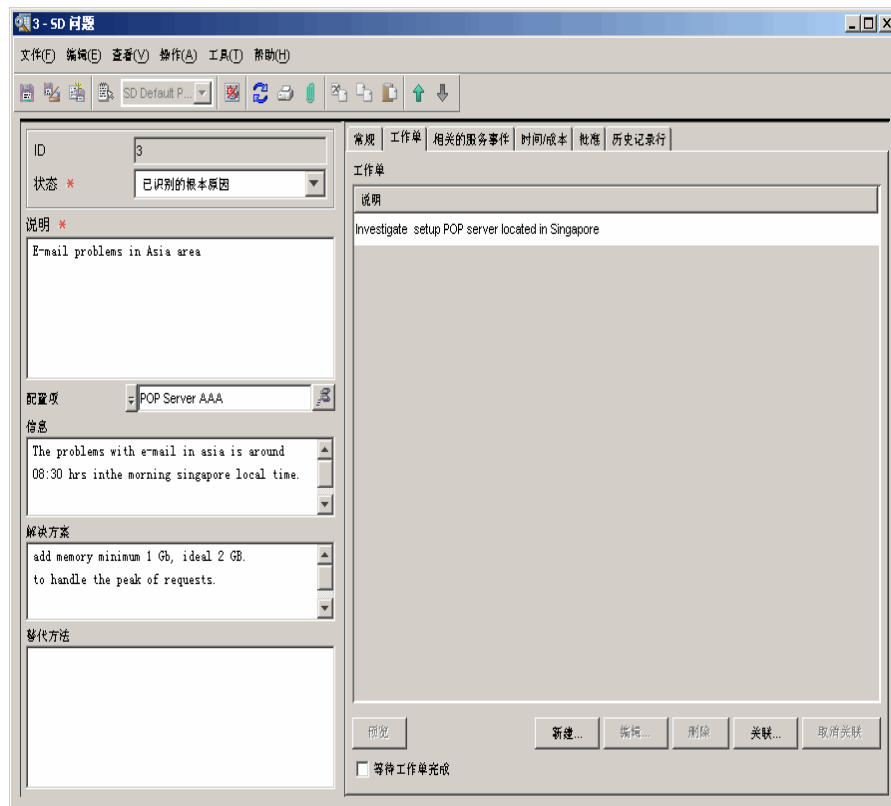 3 - SD 问题
文件(F) 编辑(E) 查看(V) 操作(A) 工具(T) 帮助(H)
SD Default P...
ID
3
状态 *
已识别的根本原因
说明 *
E-mail problems in Asia area
配置项
POP Server AAA
信息
The problems with e-mail in asia is around
08:30 hrs inthe morning singapore local time.
解决方案
add memory minimum 1 Gb, ideal 2 GB.
to handle the peak of requests.
替代方法
常规 工作单 相关的服务事件 时间/成本 批准 历史记录行
工作单
说明
Investigate setup POP server located in Singapore
预览 新建... 编辑... 删除 关联... 取消关联
等待工作单完成